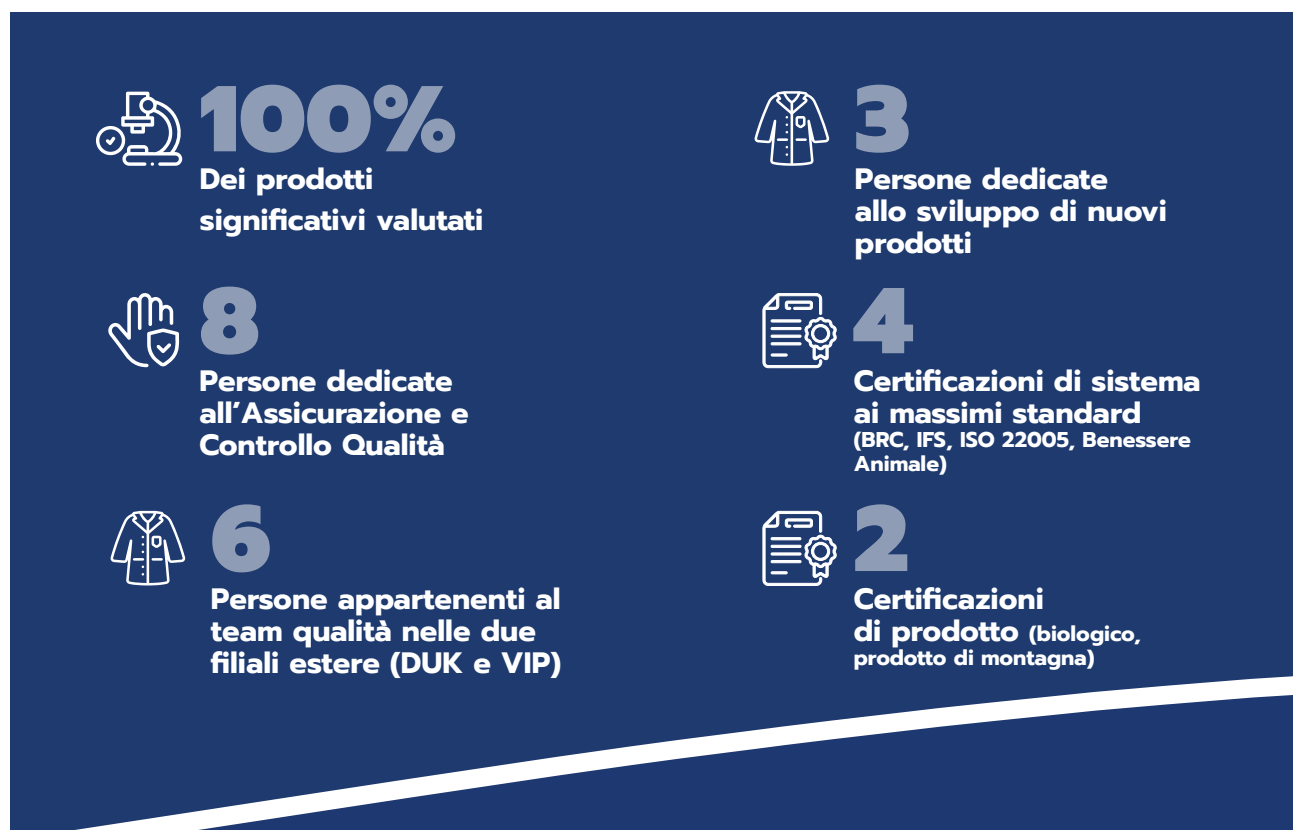 100%
Dei prodotti
significativi valutati
8
Persone dedicate
all'Assicurazione e
Controllo Qualità
6
Persone appartenenti al
team qualità nelle due
filiali estere (DUK e VIP)
3
Persone dedicate
allo sviluppo di nuovi
prodotti
4
Certificazioni di sistema
ai massimi standard
(BRC, IFS, ISO 22005, Benessere
Animale)
2
Certificazioni
di prodotto (biologico,
prodotto di montagna)